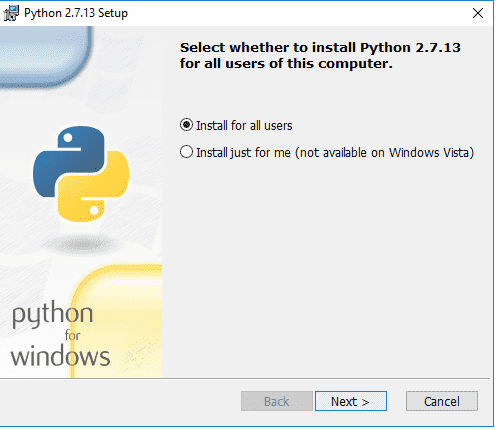 Python 2.7.13 Setup
Select whether to install Python 2.7.13
for all users of this computer.
Install for all users
Install just for me (not available on Windows Vista)
python
for
windows
Back
Next >
Cancel